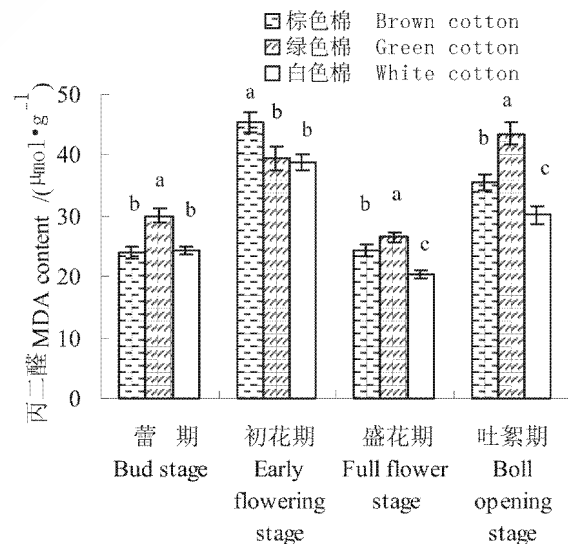 棕色棉 Brown cotton
绿色棉 Green cotton
白色棉 White cotton
丙二醛 MDA content /(μmol•g⁻¹)
50
40
30
20
10
0
b a b
a b b
b a c
b a c
蕾 期 初花期 盛花期 吐絮期
Bud stage Early flowering stage Full flower stage Boll opening stage